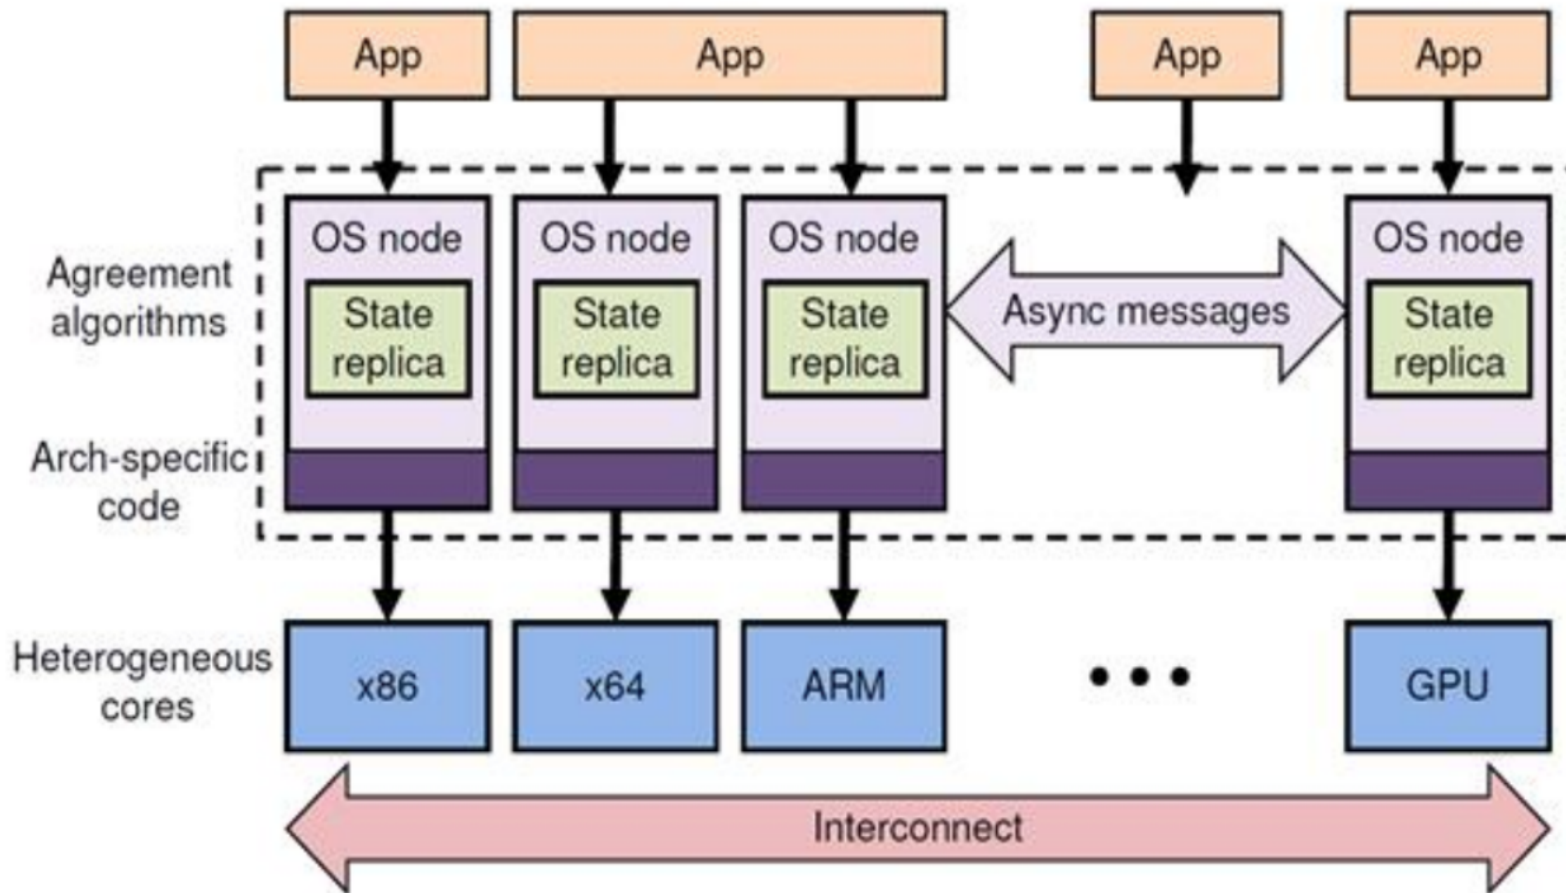 App
App
App
App
OS node
OS node
OS node
OS node
Agreement
algorithms
State
replica
State
replica
State
replica
Async messages
State
replica
Arch-specific
code
Heterogeneous
cores
x86
x64
ARM
GPU
Interconnect